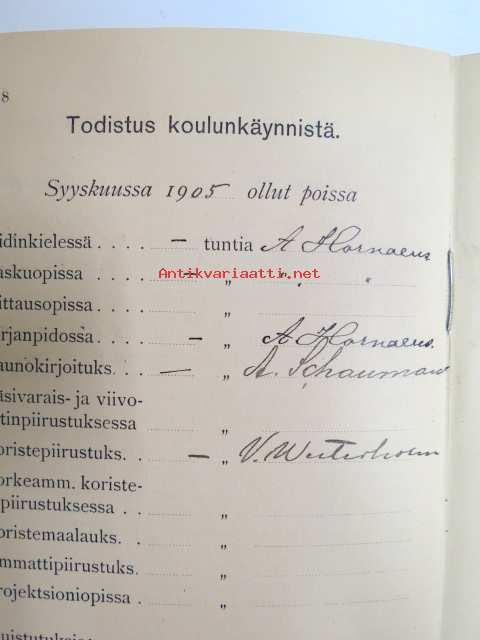 8
Todistus koulunkäynnistä.
Syyskuussa 1905 ollut poissa
idinkielessä . . . . — tuntia A Hornaeus
askuopissa . . . . — „ „ „
Antikvariaatti.net
ittausopissa . . . . „
irjanpidossa . . . . — „ A Hornaeus.
aunokirjoituks. . . . — „ A. Schauman
äsivarais- ja viivo-
tinpiirustuksessa „
oristepiirustuks. . . — „ V. Westerholm
orkeamm. koriste-
piirustuksessa . . „
oristemaalauks. . „
mmattipiirustuks. „
rojektsioniopissa . „